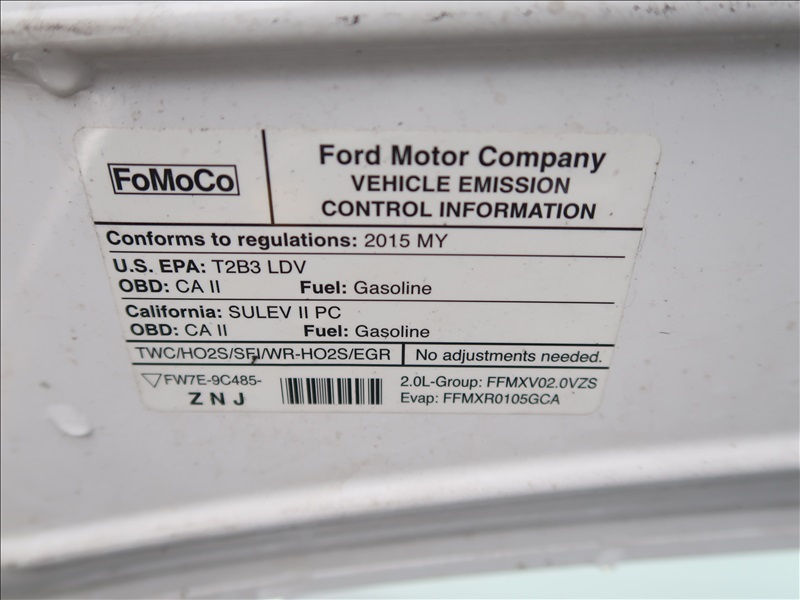 FoMoCo
Ford Motor Company
VEHICLE EMISSION
CONTROL INFORMATION
Conforms to regulations: 2015 MY
U.S. EPA: T2B3 LDV
OBD: CA II Fuel: Gasoline
California: SULEV II PC
OBD: CA II Fuel: Gasoline
TWC/HO2S/SFI/WR-HO2S/EGR No adjustments needed.
FW7E-9C485-
Z N J
2.0L-Group: FFMXV02.0VZS
Evap: FFMXR0105GCA